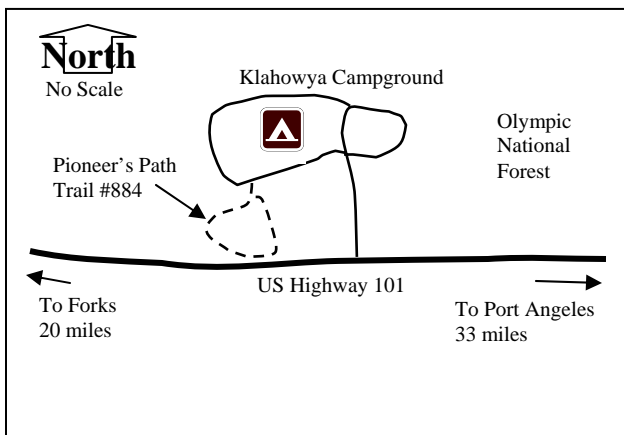 North
No Scale
Klahowya Campground
Olympic
National
Forest
Pioneer's Path
Trail #884
US Highway 101
To Forks
20 miles
To Port Angeles
33 miles